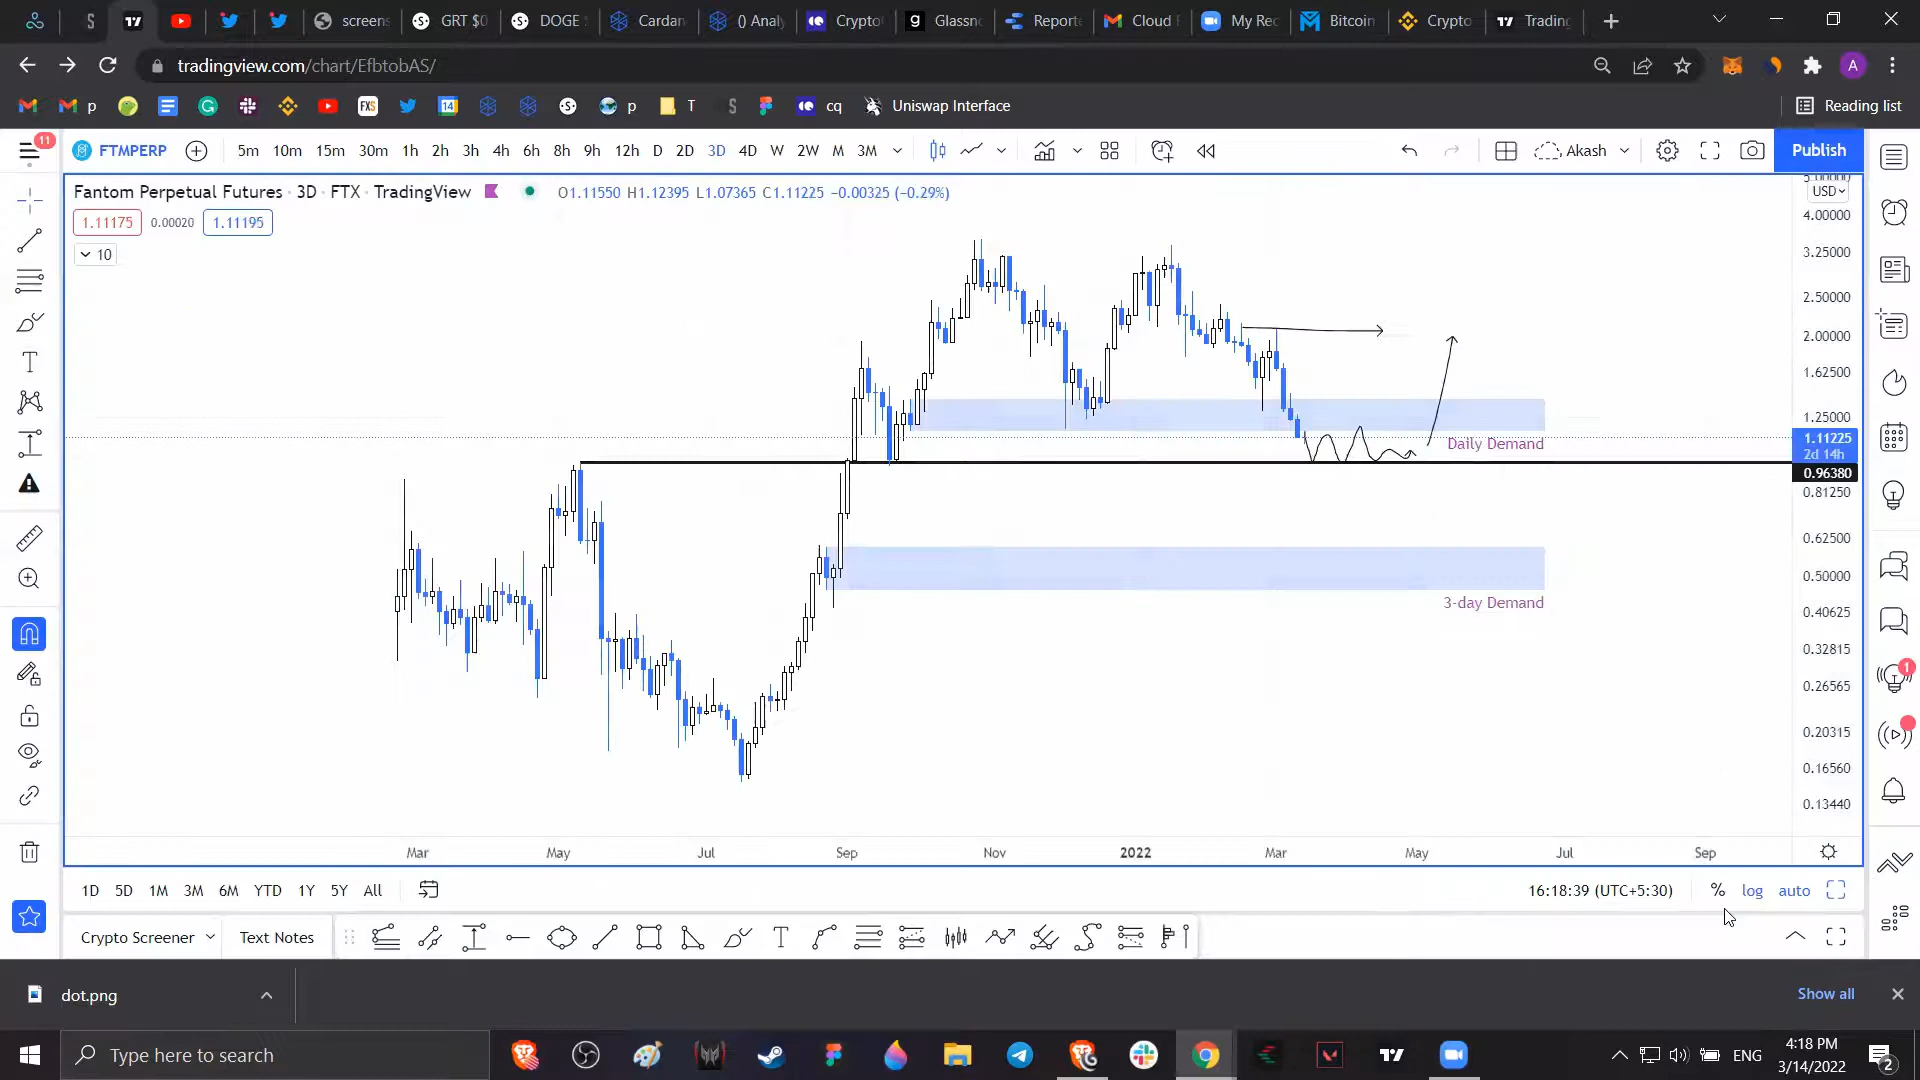 S screens GRT $0 DOGE Cardan () Analy Crypto Glassn Reporte Cloud F My Rec Bitcoin Crypto Trading
tradingview.com/chart/EfbtobAS/ A
p FXS 14 p T cq Uniswap Interface Reading list
11 FTMPERP 5m 10m 15m 30m 1h 2h 3h 4h 6h 8h 9h 12h D 2D 3D 4D W 2W M 3M Akash Publish
Fantom Perpetual Futures · 3D · FTX · TradingView O1.11550 H1.12395 L1.07365 C1.11225 −0.00325 (−0.29%)
1.11175 0.00020 1.11195
10
USD
4.00000
3.25000
2.50000
2.00000
1.62500
1.25000
1.11225
2d 14h
0.96380
0.81250
0.62500
0.50000
0.40625
0.32815
0.26565
0.20315
0.16560
0.13440
Daily Demand
3-day Demand
1
Mar May Jul Sep Nov 2022 Mar May Jul Sep
1D 5D 1M 3M 6M YTD 1Y 5Y All 16:18:39 (UTC+5:30) % log auto
Crypto Screener Text Notes
dot.png Show all
Type here to search ENG 4:18 PM
3/14/2022 2